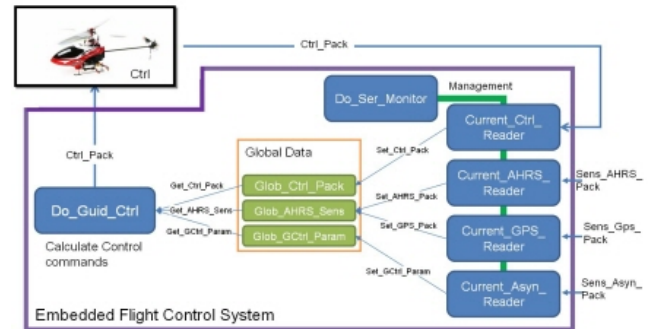 Ctrl
Ctrl_Pack
Management
Do_Ser_Monitor
Current_Ctrl_
Reader
Ctrl_Pack
Global Data
Set_Ctrl_Pack
Get_Ctrl_Pack
Glob_Ctrl_Pack
Set_AHRS_Pack
Current_AHRS_
Reader
Sens_AHRS_
Pack
Do_Guid_Ctrl
Get_AHRS_Sens
Glob_AHRS_Sens
Set_GPS_Pack
Current_GPS_
Reader
Sens_Gps_
Pack
Get_GCtrl_Param
Glob_GCtrl_Param
Calculate Control
commands
Set_GCtrl_Param
Current_Asyn_
Reader
Sens_Asyn_
Pack
Embedded Flight Control System